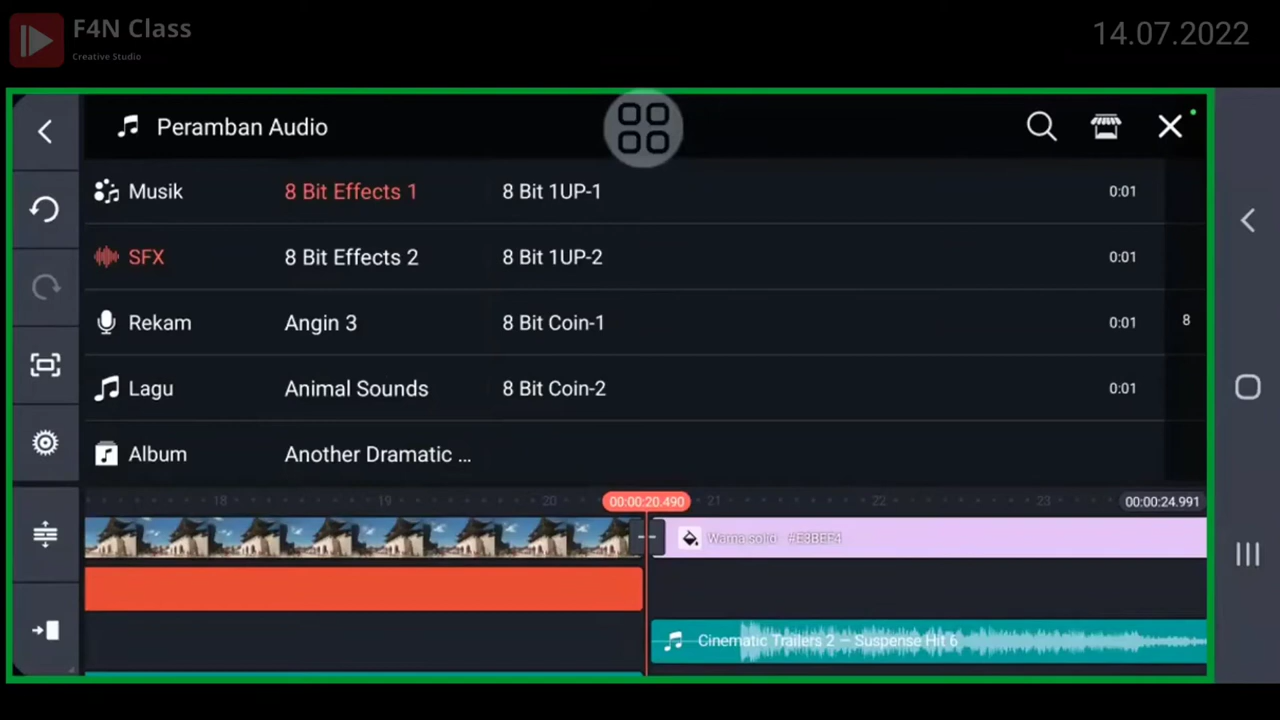 F4N Class
Creative Studio
14.07.2022
Peramban Audio
Musik
8 Bit Effects 1
8 Bit 1UP-1
0:01
SFX
8 Bit Effects 2
8 Bit 1UP-2
0:01
Rekam
Angin 3
8 Bit Coin-1
0:01
8
Lagu
Animal Sounds
8 Bit Coin-2
0:01
Album
Another Dramatic ...
18
19
20
00:00:20.490
21
22
23
00:00:24.991
Warna solid #E3BEF4
Cinematic Trailers 2 — Suspense Hit 6